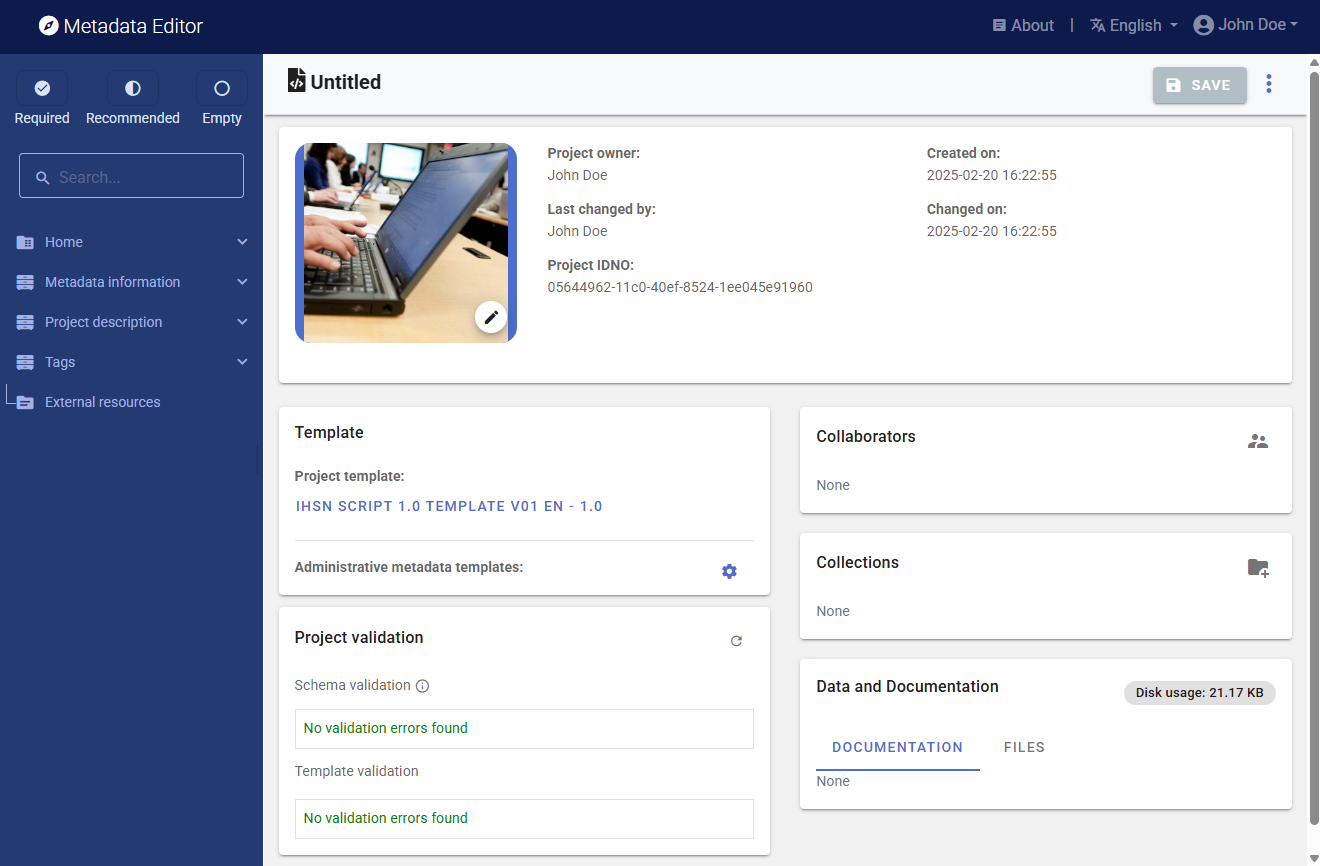 Metadata Editor
About | English John Doe
Required Recommended Empty
Search...
Home
Metadata information
Project description
Tags
External resources
Untitled
SAVE
Project owner:
John Doe
Last changed by:
John Doe
Project IDNO:
05644962-11c0-40ef-8524-1ee045e91960
Created on:
2025-02-20 16:22:55
Changed on:
2025-02-20 16:22:55
Template
Project template:
IHSN SCRIPT 1.0 TEMPLATE V01 EN - 1.0
Administrative metadata templates:
Project validation
Schema validation
No validation errors found
Template validation
No validation errors found
Collaborators
None
Collections
None
Data and Documentation
Disk usage: 21.17 KB
DOCUMENTATION FILES
None